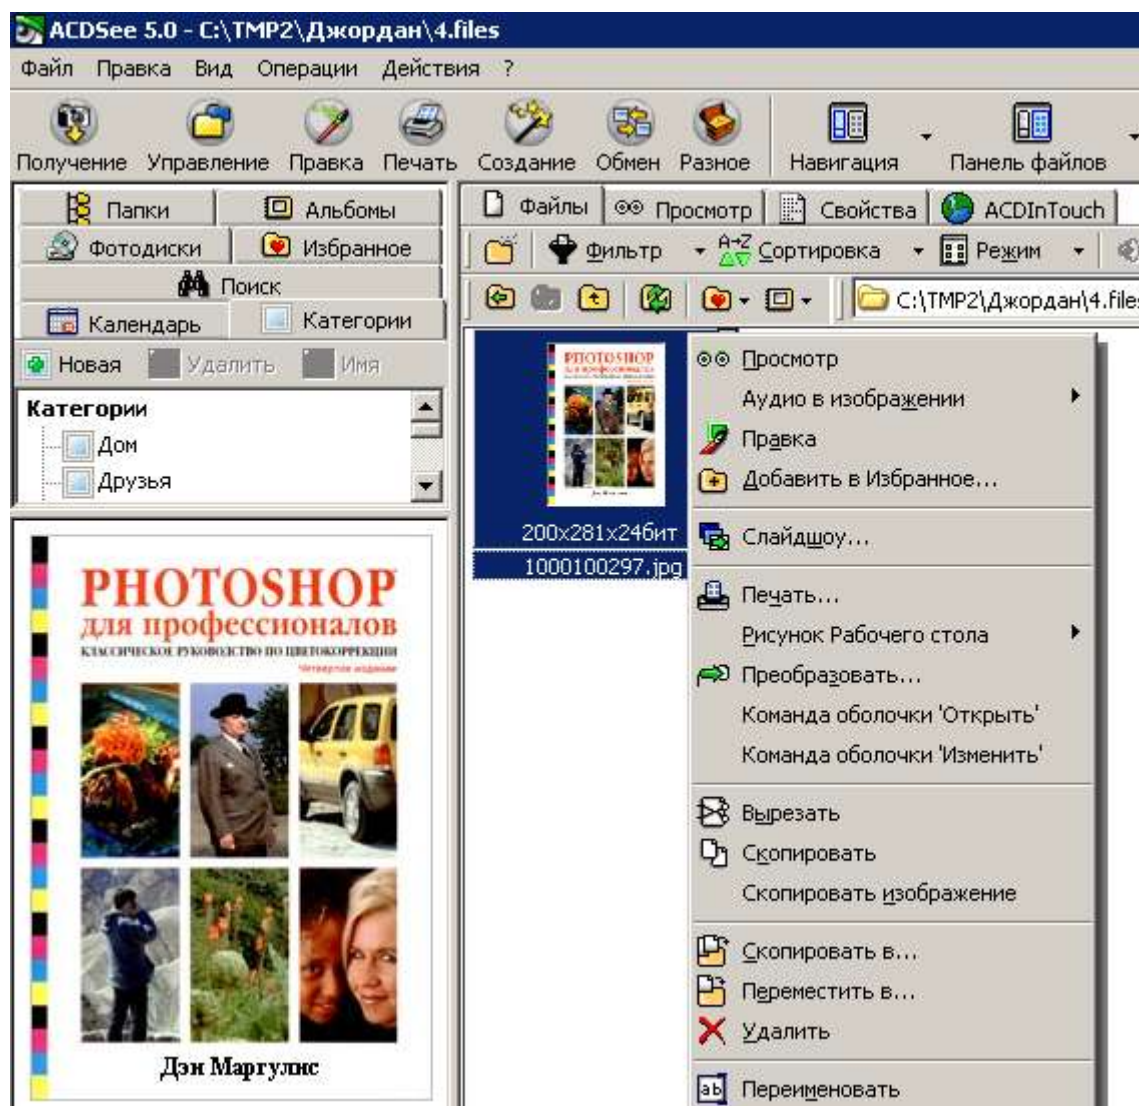 ACDSee 5.0 - C:\TMP2\Джордан\4.files
Файл Правка Вид Операции Действия ?
Получение Управление Правка Печать Создание Обмен Разное Навигация Панель файлов
Папки Альбомы
Фотодиски Избранное
Поиск
Календарь Категории
Новая Удалить Имя
Категории
Дом
Друзья
PHOTOSHOP
для профессионалов
КЛАССИЧЕСКОЕ РУКОВОДСТВО ПО ЦВЕТОКОРРЕКЦИИ
Четвертое издание
Дэн Маргулис
Файлы Просмотр Свойства ACDInTouch
Фильтр Сортировка Режим
C:\TMP2\Джордан\4.files
PHOTOSHOP
200x281x24бит
1000100297.jpg
Просмотр
Аудио в изображении
Правка
Добавить в Избранное...
Слайдшоу...
Печать...
Рисунок Рабочего стола
Преобразовать...
Команда оболочки 'Открыть'
Команда оболочки 'Изменить'
Вырезать
Скопировать
Скопировать изображение
Скопировать в...
Переместить в...
Удалить
Переименовать